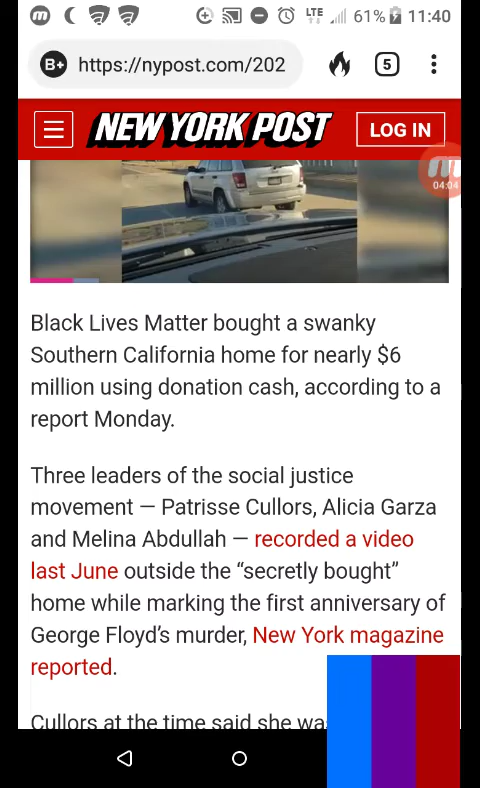 m
LTE
61%
11:40
B+
https://nypost.com/202
5
NEW YORK POST
LOG IN
m
04:04
Black Lives Matter bought a swanky
Southern California home for nearly $6
million using donation cash, according to a
report Monday.
Three leaders of the social justice
movement — Patrisse Cullors, Alicia Garza
and Melina Abdullah — recorded a video
last June outside the “secretly bought”
home while marking the first anniversary of
George Floyd’s murder, New York magazine
reported.
Cullors at the time said she